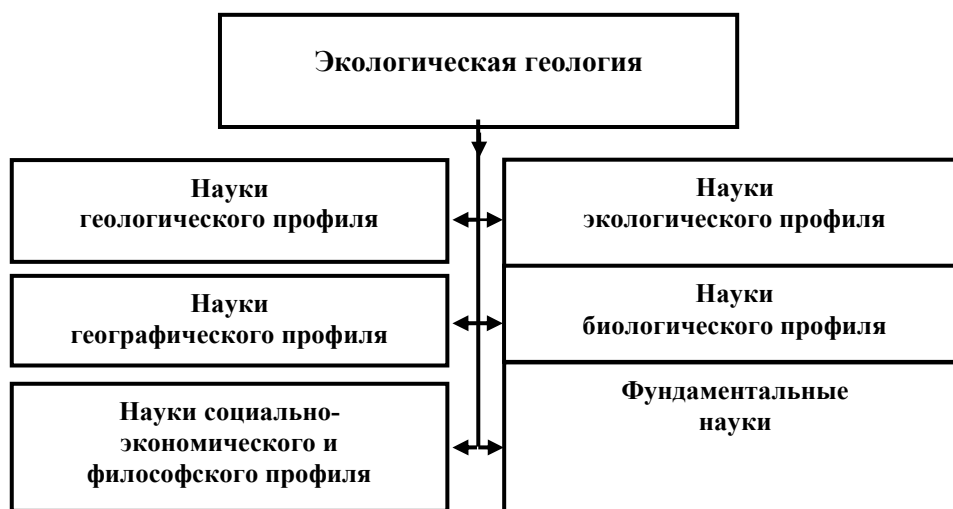 Экологическая геология
Науки
геологического профиля
Науки
экологического профиля
Науки
географического профиля
Науки
биологического профиля
Науки социально-
экономического и
философского профиля
Фундаментальные
науки